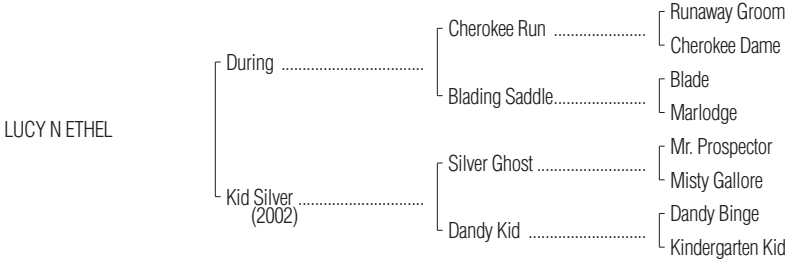 Runaway Groom
Cherokee Run ......................
Cherokee Dame
During ..................................
Blade
Blading Saddle......................
Marlodge
LUCY N ETHEL
Mr. Prospector
Silver Ghost ..........................
Misty Gallore
Kid Silver ..............................
(2002)
Dandy Binge
Dandy Kid ............................
Kindergarten Kid